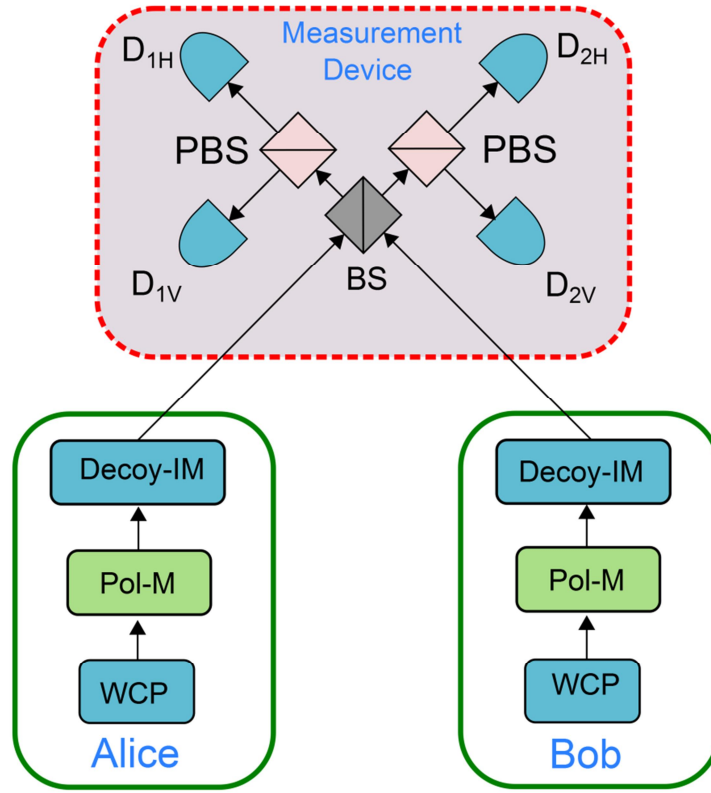 Measurement
Device
D1H
D2H
PBS
PBS
D1V
BS
D2V
Decoy-IM
Decoy-IM
Pol-M
Pol-M
WCP
WCP
Alice
Bob